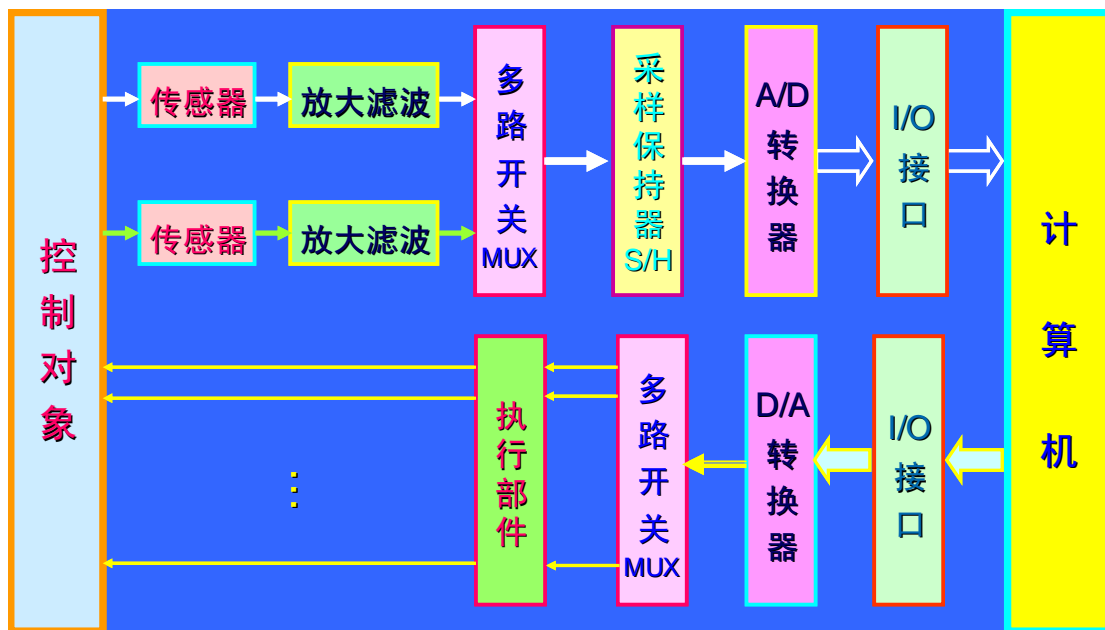 控制对象
传感器
放大滤波
传感器
放大滤波
多路开关
MUX
采样保持器
S/H
A/D
转换器
I/O
接口
计算机
执行部件
多路开关
MUX
D/A
转换器
I/O
接口